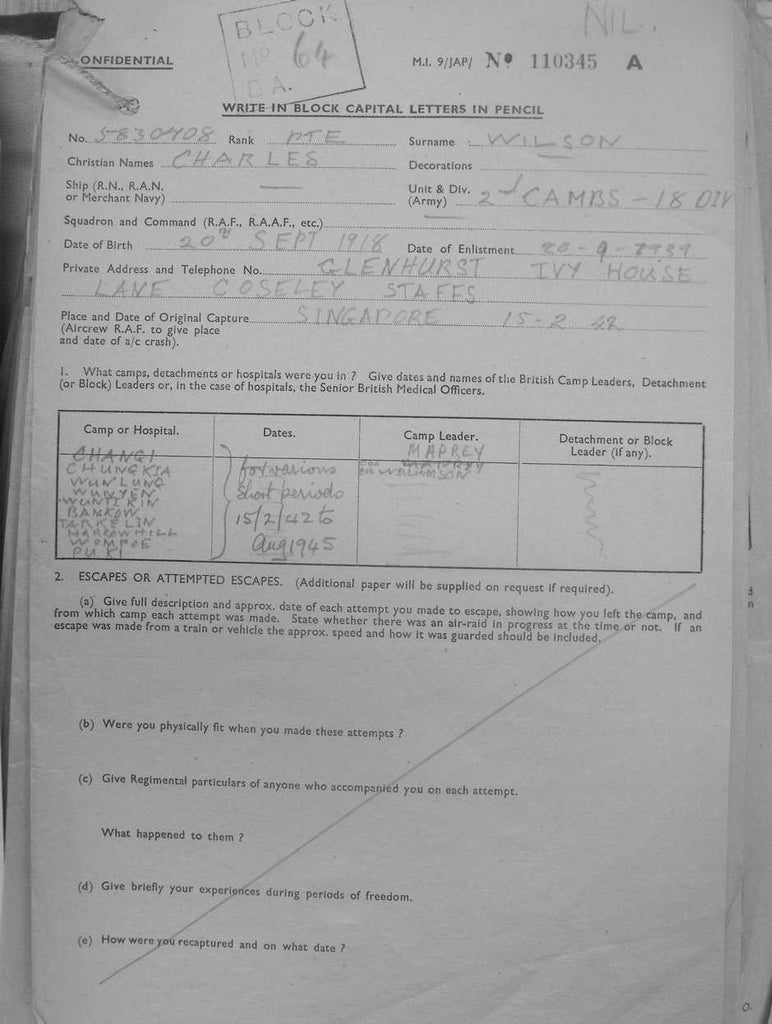 BLOCK
No 64
NIL.
CONFIDENTIAL
M.I. 9/JAP/ No 110345 A
WRITE IN BLOCK CAPITAL LETTERS IN PENCIL
No. 5830408 Rank PTE Surname WILSON
Christian Names CHARLES Decorations
Ship (R.N., R.A.N. or Merchant Navy) — Unit & Div. (Army) 2nd CAMBS - 18 DIV
Squadron and Command (R.A.F., R.A.A.F., etc.)
Date of Birth 20th SEPT 1918 Date of Enlistment 20-9-1939
Private Address and Telephone No. GLENHURST IVY HOUSE
LANE COSELEY STAFFS
Place and Date of Original Capture SINGAPORE 15-2-42
(Aircrew R.A.F. to give place
and date of a/c crash).
1. What camps, detachments or hospitals were you in ? Give dates and names of the British Camp Leaders, Detachment
(or Block) Leaders or, in the case of hospitals, the Senior British Medical Officers.
Camp or Hospital. Dates. Camp Leader. Detachment or Block Leader (if any).
CHANGI MAPREY
CHUNGKIA for various WILLIAMSON
WUNLUNG short periods
WUNYEN 15/2/42 to
WUNTIKIN Aug 1945
BANKOW
TARKELIN
HARROWHILL
WOMPOE
PUKI
2. ESCAPES OR ATTEMPTED ESCAPES. (Additional paper will be supplied on request if required).
(a) Give full description and approx. date of each attempt you made to escape, showing how you left the camp, and
from which camp each attempt was made. State whether there was an air-raid in progress at the time or not. If an
escape was made from a train or vehicle the approx. speed and how it was guarded should be included.
(b) Were you physically fit when you made these attempts ?
(c) Give Regimental particulars of anyone who accompanied you on each attempt.
What happened to them ?
(d) Give briefly your experiences during periods of freedom.
(e) How were you recaptured and on what date ?